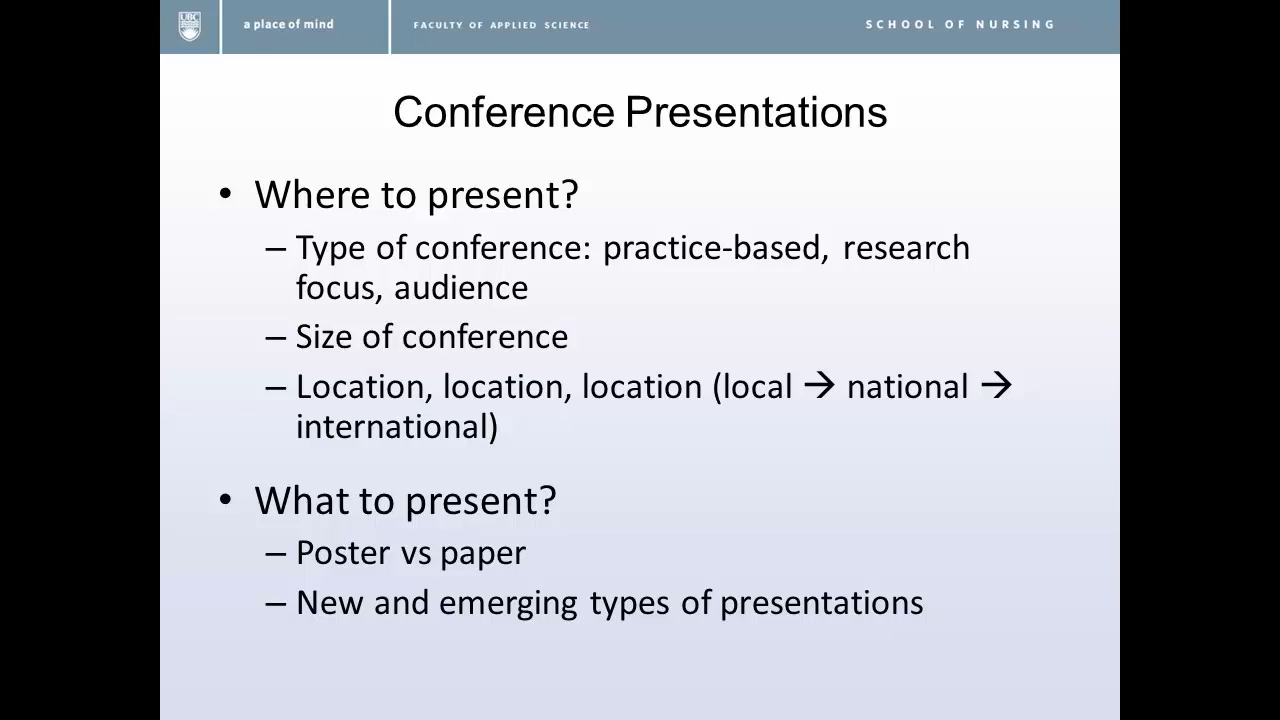 UBC
a place of mind
FACULTY OF APPLIED SCIENCE
SCHOOL OF NURSING
Conference Presentations
• Where to present?
– Type of conference: practice-based, research
focus, audience
– Size of conference
– Location, location, location (local → national →
international)
• What to present?
– Poster vs paper
– New and emerging types of presentations